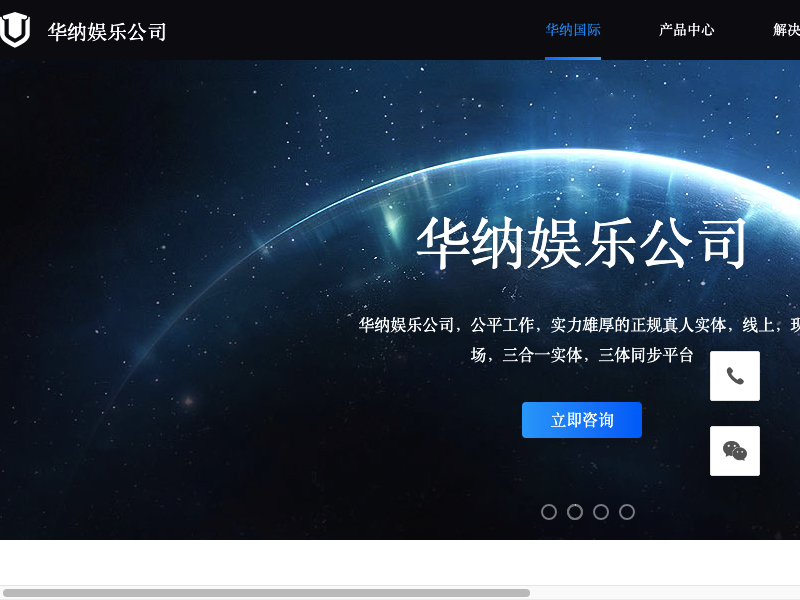 华纳娱乐公司
华纳国际
产品中心
解决
华纳娱乐公司
华纳娱乐公司，公平工作，实力雄厚的正规真人实体，线上，现
场，三合一实体，三体同步平台
立即咨询